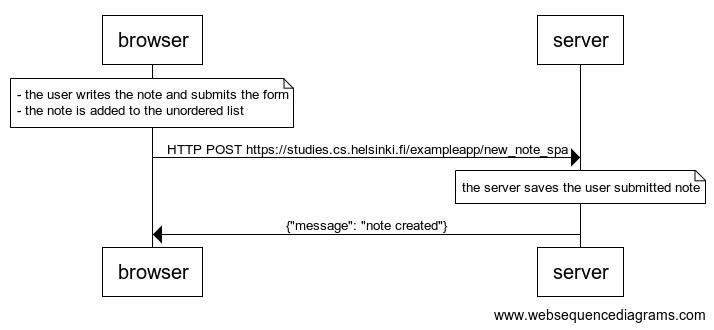 browser
server
- the user writes the note and submits the form
- the note is added to the unordered list
HTTP POST https://studies.cs.helsinki.fi/exampleapp/new_note_spa
the server saves the user submitted note
{"message": "note created"}
browser
server
www.websequencediagrams.com